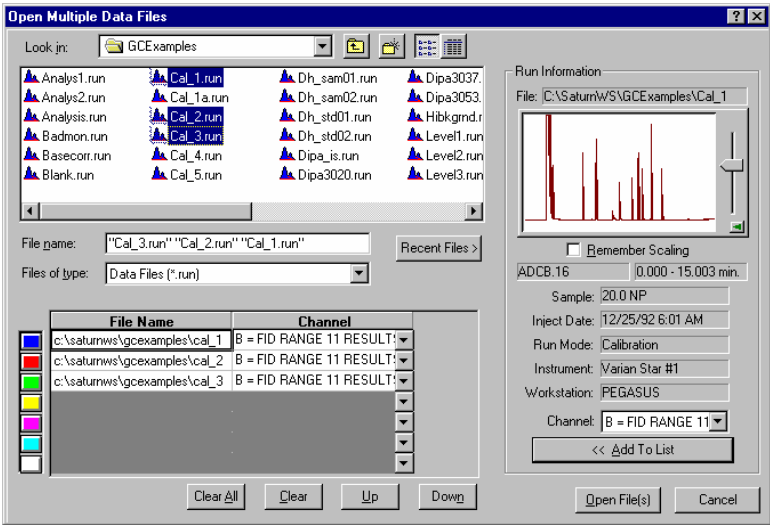 Open Multiple Data Files
Look in: GCExamples
Analys1.run Cal_1.run Dh_sam01.run Dipa3037.
Analys2.run Cal_1a.run Dh_sam02.run Dipa3053.
Analysis.run Cal_2.run Dh_std01.run Hibkgrnd.r
Badmon.run Cal_3.run Dh_std02.run Level1.run
Basecorr.run Cal_4.run Dipa_is.run Level2.run
Blank.run Cal_5.run Dipa3020.run Level3.run
File name: "Cal_3.run" "Cal_2.run" "Cal_1.run"
Recent Files >
Files of type: Data Files (*.run)
File Name Channel
c:\saturnws\gcexamples\cal_1 B = FID RANGE 11 RESULTS
c:\saturnws\gcexamples\cal_2 B = FID RANGE 11 RESULTS
c:\saturnws\gcexamples\cal_3 B = FID RANGE 11 RESULTS
Clear All Clear Up Down
Run Information
File: C:\SaturnWS\GCExamples\Cal_1
Remember Scaling
ADCB.16 0.000 - 15.003 min.
Sample: 20.0 NP
Inject Date: 12/25/92 6:01 AM
Run Mode: Calibration
Instrument: Varian Star #1
Workstation: PEGASUS
Channel: B = FID RANGE 11
<< Add To List
Open File(s) Cancel